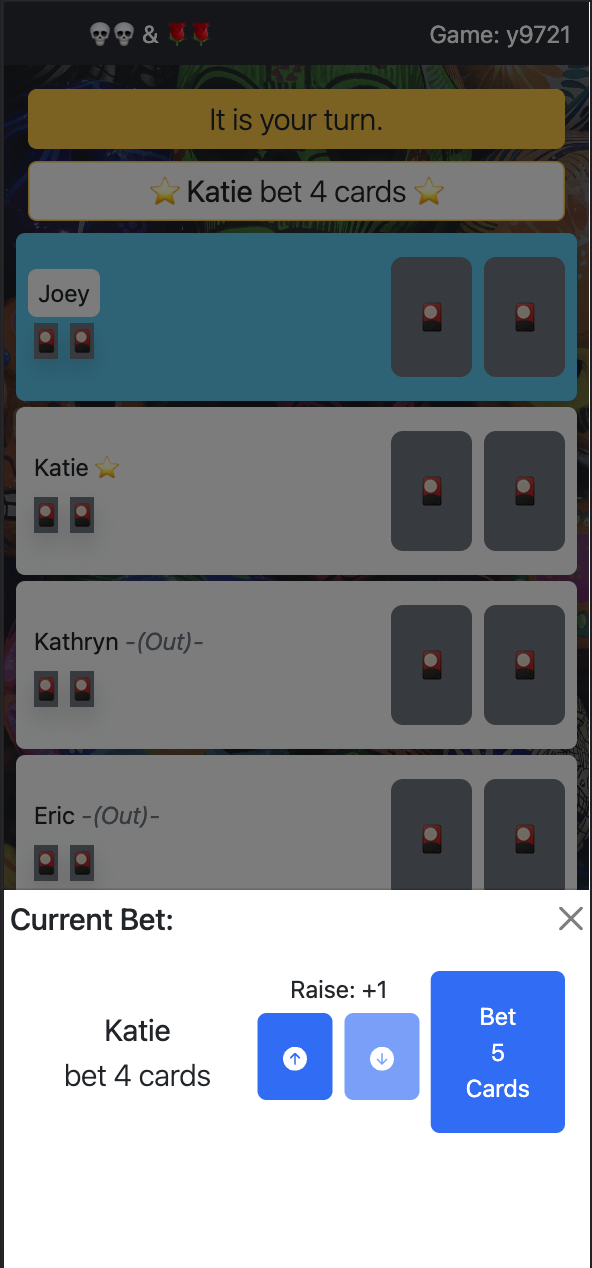 💀💀 & 🌹🌹 Game: y9721
It is your turn.
⭐ Katie bet 4 cards ⭐
Joey
Katie ⭐
Kathryn -(Out)-
Eric -(Out)-
Current Bet:
Katie
bet 4 cards
Raise: +1
Bet
5
Cards